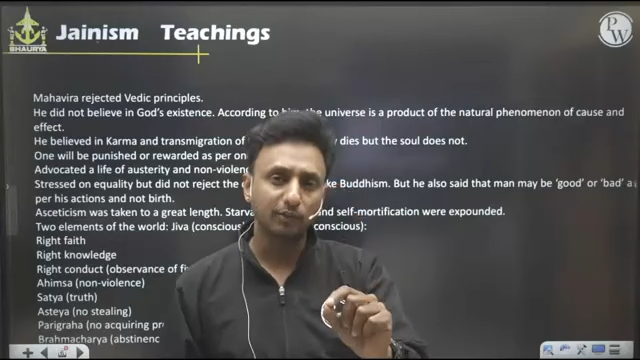 SHAURYA
Jainism Teachings
PW
Mahavira rejected Vedic principles.
He did not believe in God's existence. According to him, the universe is a product of the natural phenomenon of cause and
effect.
He believed in Karma and transmigration of dies but the soul does not.
One will be punished or rewarded as per on
Advocated a life of austerity and non-violen
Stressed on equality but did not reject the Buddhism. But he also said that man may be 'good' or 'bad' a
per his actions and not birth.
Asceticism was taken to a great length. Starva and self-mortification were expounded.
Two elements of the world: Jiva (conscious) conscious):
Right faith
Right knowledge
Right conduct (observance of fi
Ahimsa (non-violence)
Satya (truth)
Asteya (no stealing)
Parigraha (no acquiring pr
Brahmacharya (abstinenc